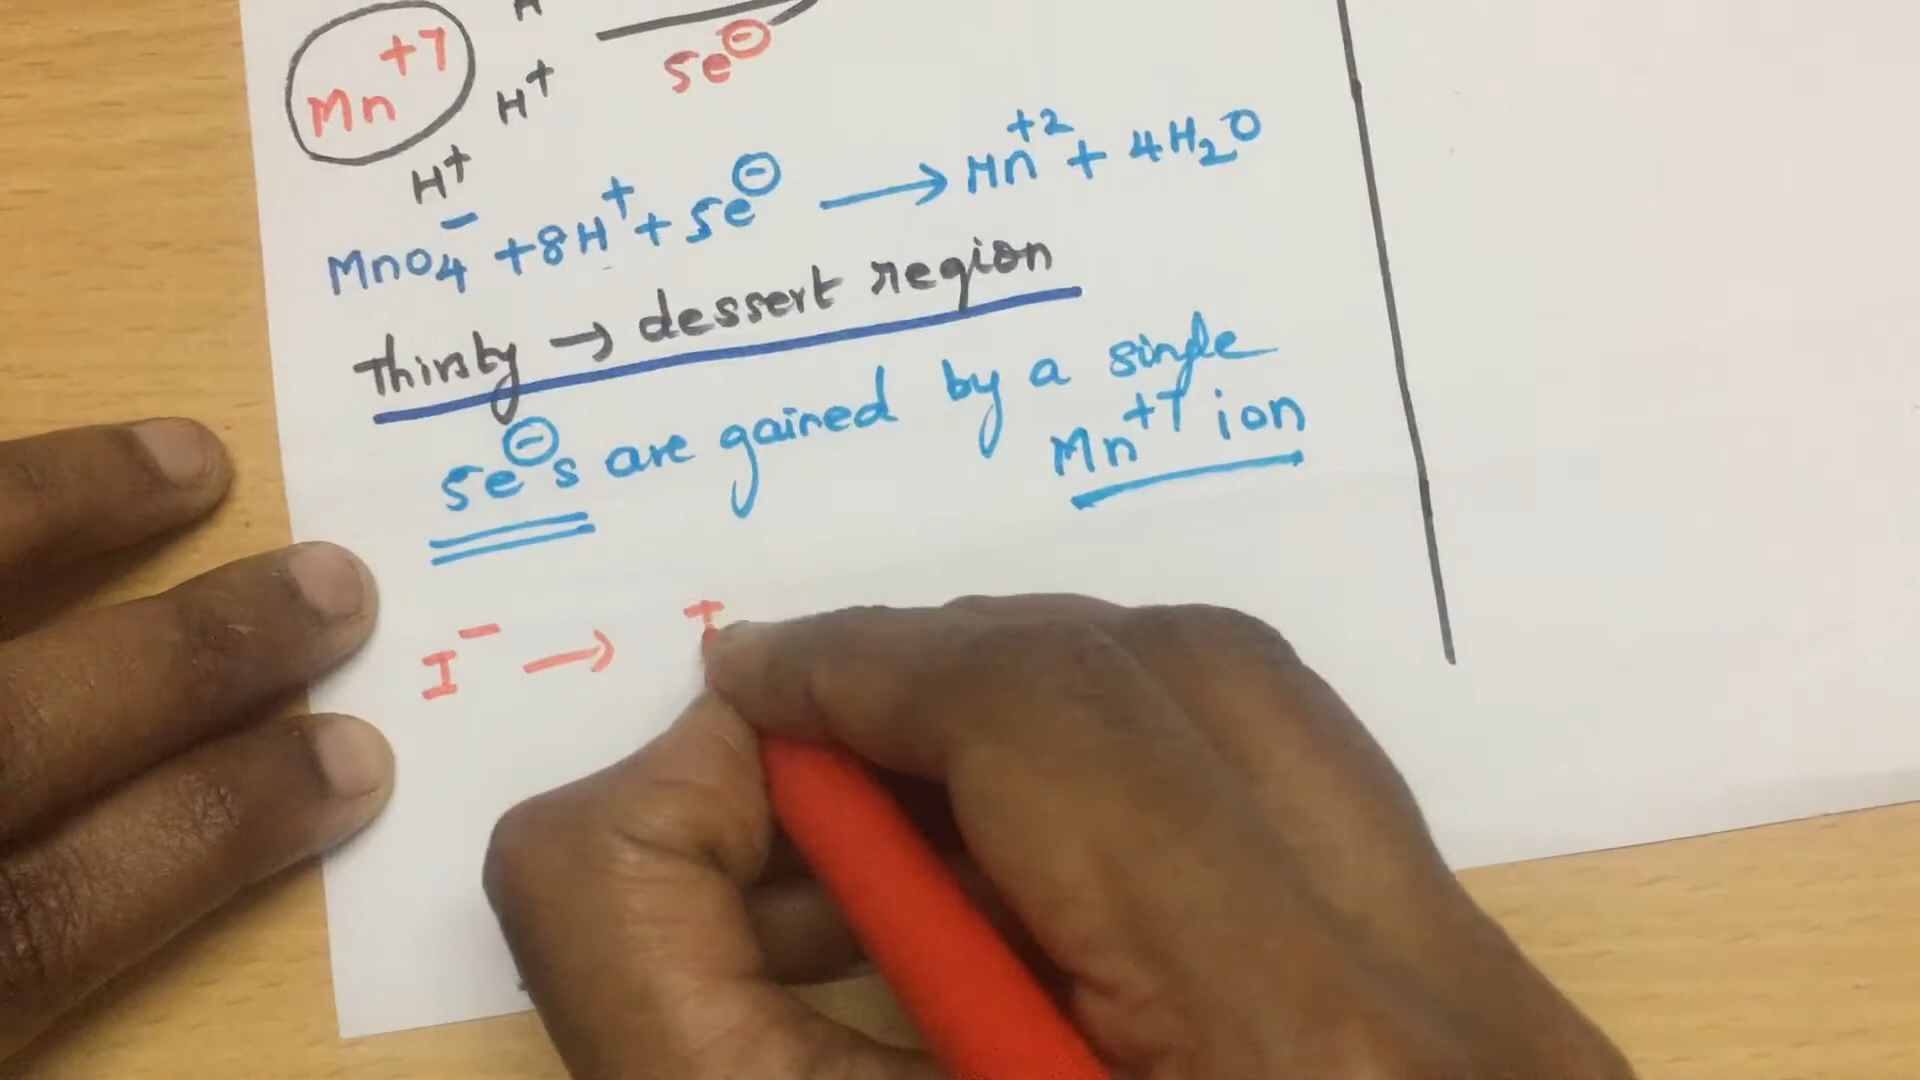 Mn+7
H+
5e⊖
H+
MnO4- + 8H+ + 5e⊖ → Mn+2 + 4H2O
Thirsty → dessert region
5e⊖s are gained by a single
Mn+7 ion
I- → I